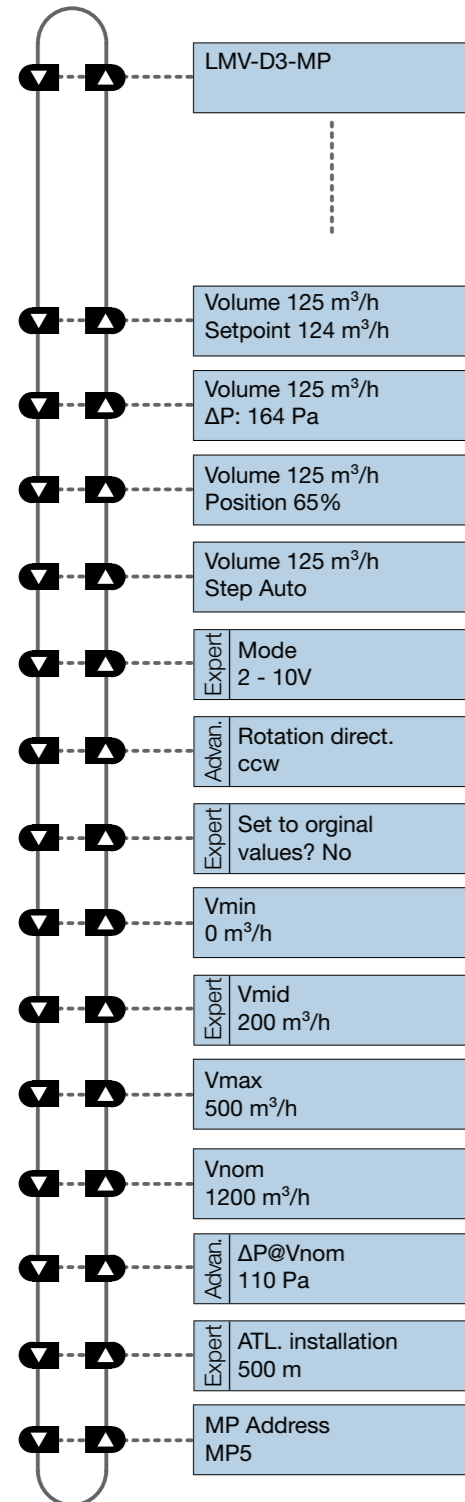 LMV-D3-MP
Volume 125 m³/h
Setpoint 124 m³/h
Volume 125 m³/h
ΔP: 164 Pa
Volume 125 m³/h
Position 65%
Volume 125 m³/h
Step Auto
Expert
Mode
2 - 10V
Advan.
Rotation direct.
ccw
Expert
Set to orginal
values? No
Vmin
0 m³/h
Expert
Vmid
200 m³/h
Vmax
500 m³/h
Vnom
1200 m³/h
Advan.
ΔP@Vnom
110 Pa
Expert
ATL. installation
500 m
MP Address
MP5